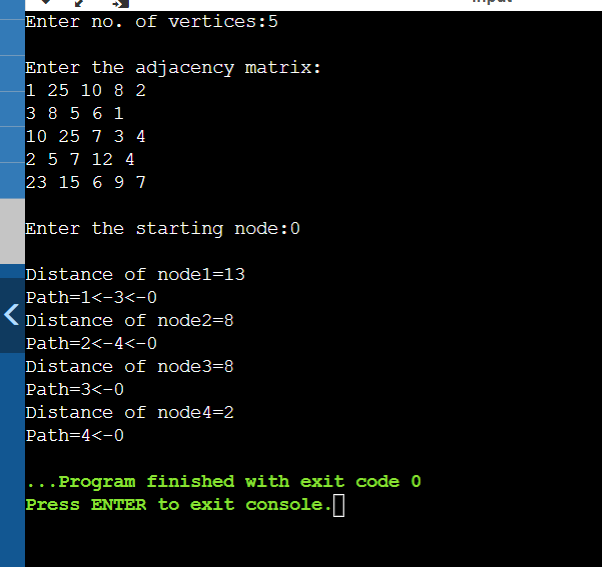 Enter no. of vertices:5
Enter the adjacency matrix:
1 25 10 8 2
3 8 5 6 1
10 25 7 3 4
2 5 7 12 4
23 15 6 9 7
Enter the starting node:0
Distance of node1=13
Path=1<-3<-0
Distance of node2=8
Path=2<-4<-0
Distance of node3=8
Path=3<-0
Distance of node4=2
Path=4<-0
...Program finished with exit code 0
Press ENTER to exit console.